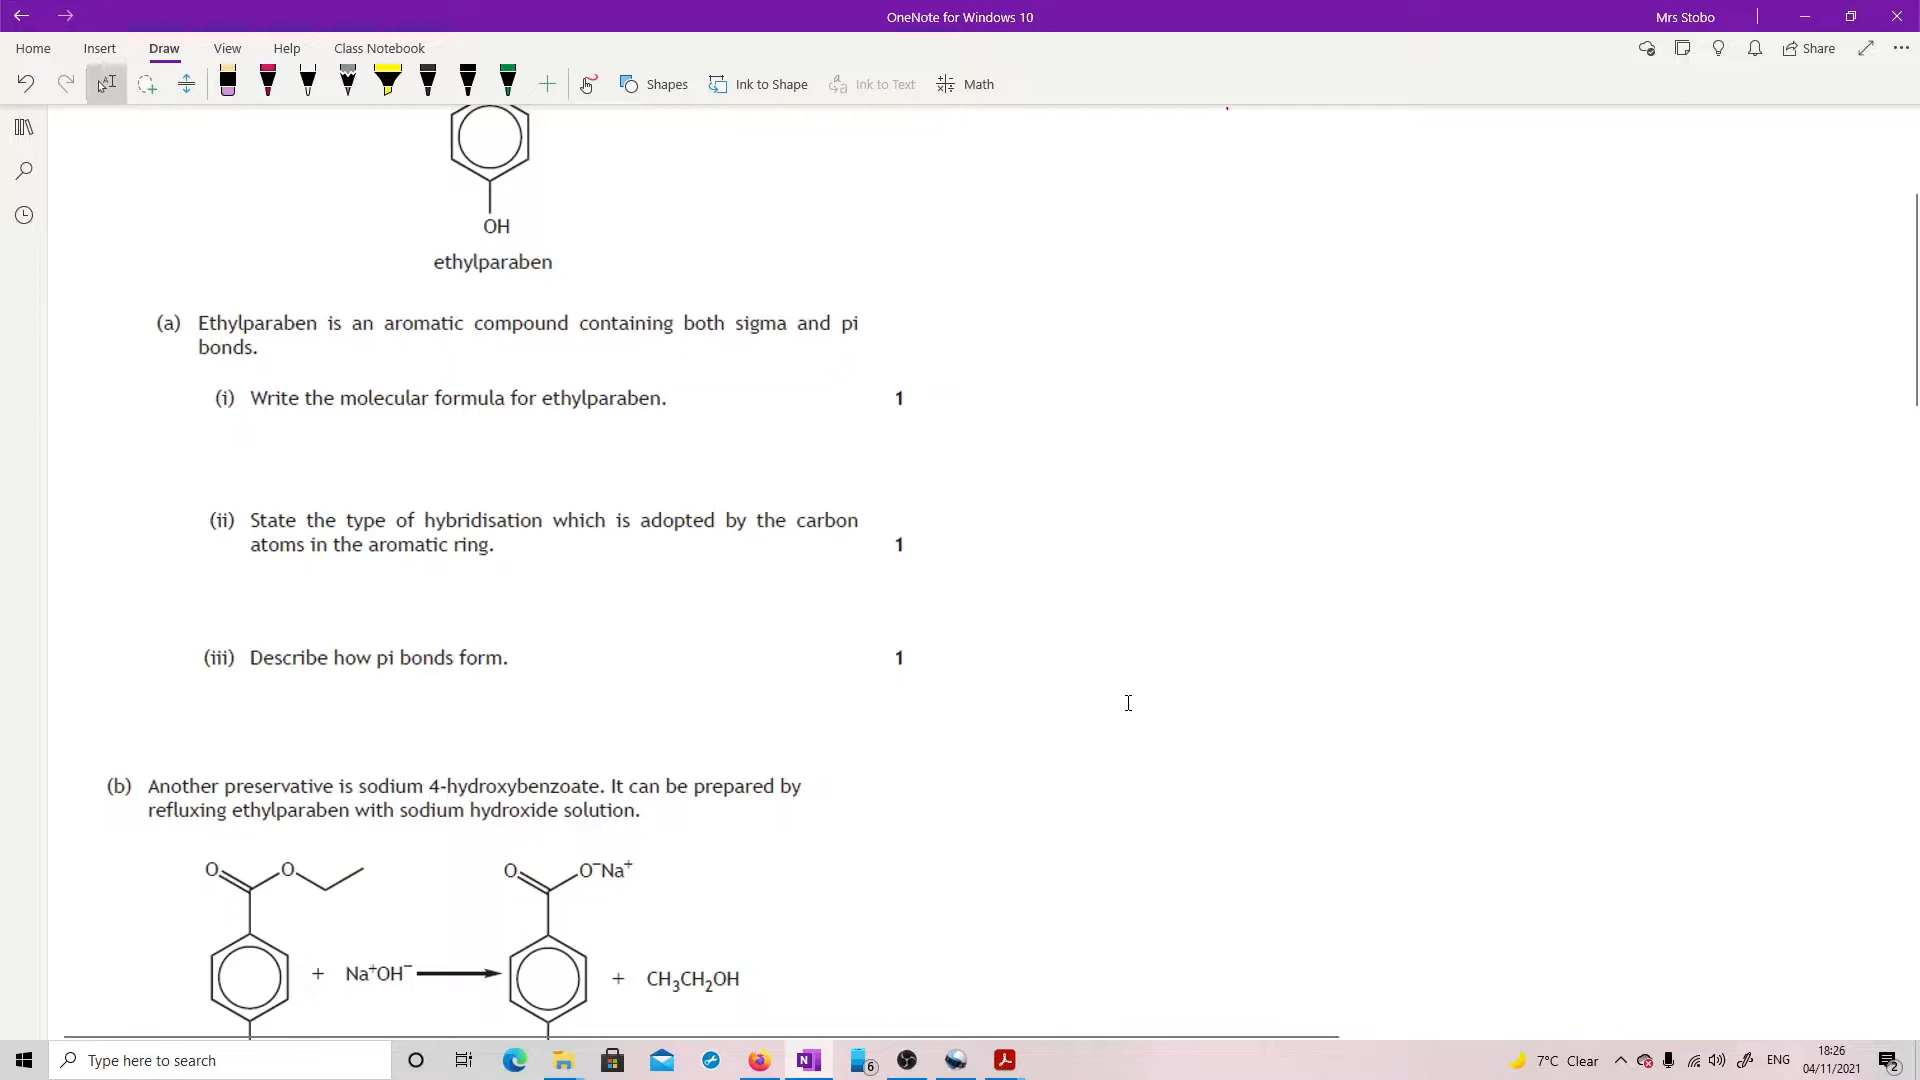 OneNote for Windows 10
Mrs Stobo
Home Insert Draw View Help Class Notebook
Share
Shapes Ink to Shape Ink to Text Math
OH
ethylparaben
(a) Ethylparaben is an aromatic compound containing both sigma and pi
bonds.
(i) Write the molecular formula for ethylparaben. 1
(ii) State the type of hybridisation which is adopted by the carbon
atoms in the aromatic ring. 1
(iii) Describe how pi bonds form. 1
(b) Another preservative is sodium 4-hydroxybenzoate. It can be prepared by
refluxing ethylparaben with sodium hydroxide solution.
O O O O⁻Na⁺
+ Na⁺OH⁻ + CH₃CH₂OH
Type here to search
6
7°C Clear
ENG
18:26
04/11/2021
2